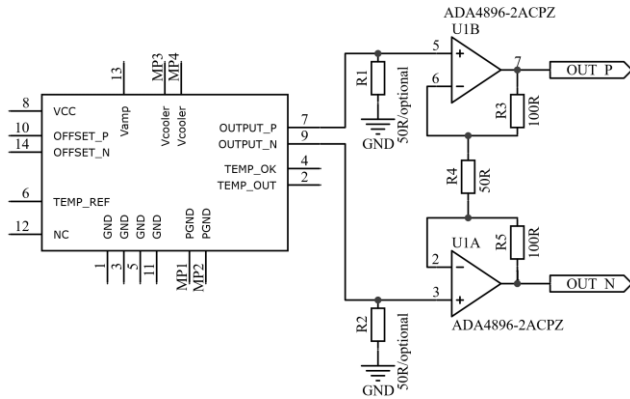 ADA4896-2ACPZ
U1B
MP3
MP4
13
8
VCC
Vamp
Vcooler
Vcooler
10
OFFSET_P
14
OFFSET_N
OUTPUT_P
7
OUTPUT_N
9
TEMP_OK
4
TEMP_OUT
2
6
TEMP_REF
12
NC
GND
GND
GND
GND
PGND
PGND
1
3
5
11
MP1
MP2
R1
50R/optional
GND
5
6
7
OUT_P
R3
100R
R4
50R
R5
100R
U1A
2
3
OUT_N
ADA4896-2ACPZ
R2
50R/optional
GND